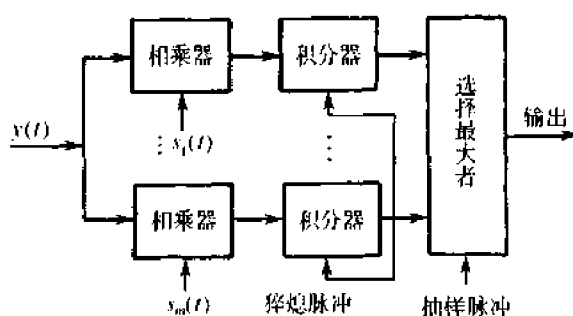 相乘器
积分器
y(t)
s₁(t)
选择最大者
输出
相乘器
积分器
sₘ(t)
猝熄脉冲
抽样脉冲